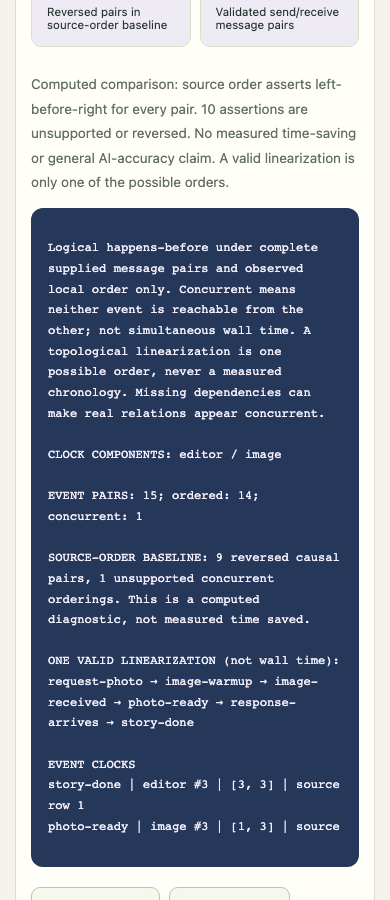 Reversed pairs in
source-order baseline
Validated send/receive
message pairs
Computed comparison: source order asserts left-
before-right for every pair. 10 assertions are
unsupported or reversed. No measured time-saving
or general AI-accuracy claim. A valid linearization is
only one of the possible orders.
Logical happens-before under complete
supplied message pairs and observed
local order only. Concurrent means
neither event is reachable from the
other; not simultaneous wall time. A
topological linearization is one
possible order, never a measured
chronology. Missing dependencies can
make real relations appear concurrent.
CLOCK COMPONENTS: editor / image
EVENT PAIRS: 15; ordered: 14;
concurrent: 1
SOURCE-ORDER BASELINE: 9 reversed causal
pairs, 1 unsupported concurrent
orderings. This is a computed
diagnostic, not measured time saved.
ONE VALID LINEARIZATION (not wall time):
request-photo → image-warmup → image-
received → photo-ready → response-
arrives → story-done
EVENT CLOCKS
story-done | editor #3 | [3, 3] | source
row 1
photo-ready | image #3 | [1, 3] | source